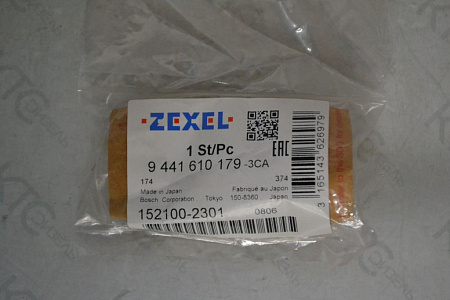 ZEXEL
1 St/Pc
9 441 610 179 -3CA
174 374
Made in Japan Fabriqué au Japon
Bosch Corporation Tokyo 150-8360 Japan
152100-2301 0806
3 165143 626979